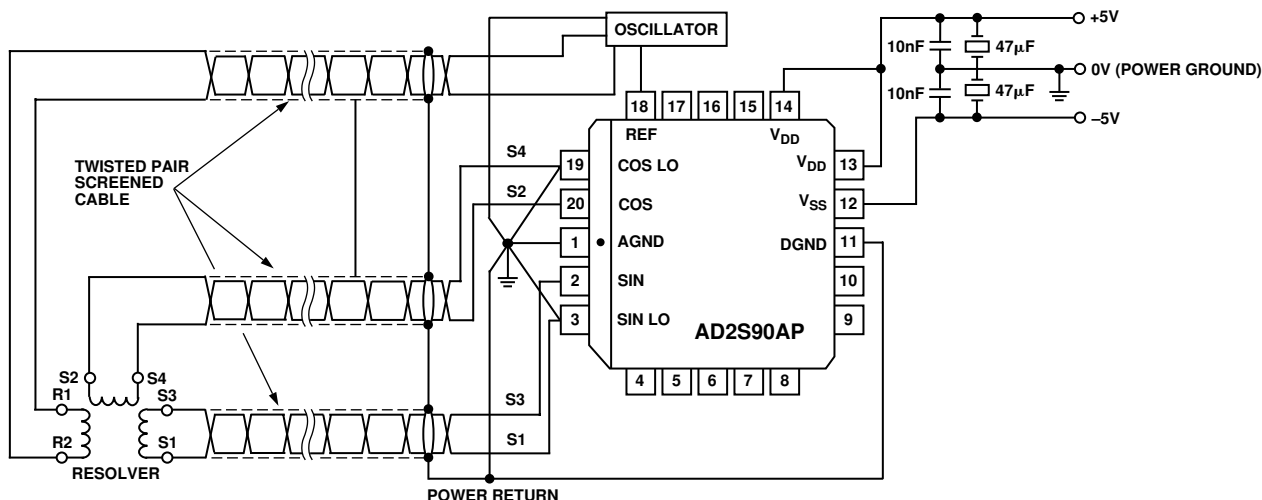 OSCILLATOR
+5V
10nF
47µF
0V (POWER GROUND)
10nF
47µF
–5V
18 17 16 15 14
REF
VDD
TWISTED PAIR
SCREENED
CABLE
S4
19 COS LO
VDD 13
S2
20 COS
VSS 12
1 AGND
DGND 11
2 SIN
10
3 SIN LO
9
AD2S90AP
4 5 6 7 8
S2 S4
R1
S3
S3
R2
S1
S1
RESOLVER
POWER RETURN